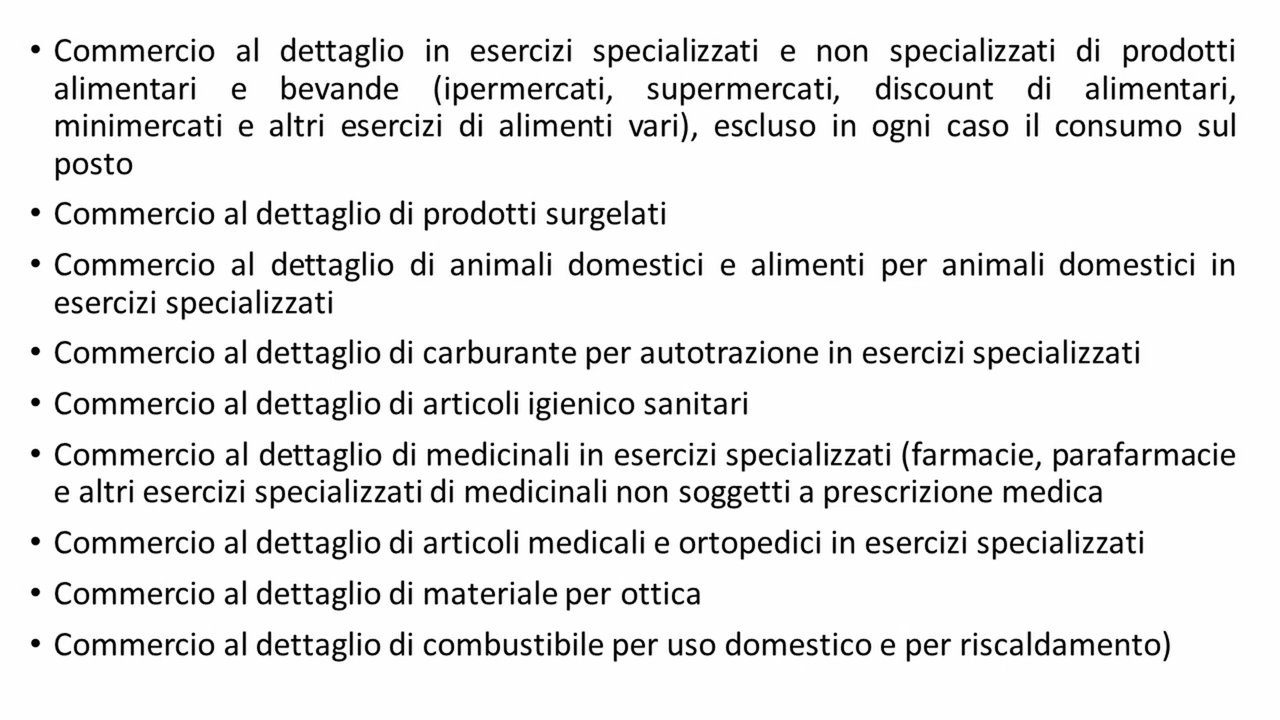 • Commercio al dettaglio in esercizi specializzati e non specializzati di prodotti
alimentari e bevande (ipermercati, supermercati, discount di alimentari,
minimercati e altri esercizi di alimenti vari), escluso in ogni caso il consumo sul
posto
• Commercio al dettaglio di prodotti surgelati
• Commercio al dettaglio di animali domestici e alimenti per animali domestici in
esercizi specializzati
• Commercio al dettaglio di carburante per autotrazione in esercizi specializzati
• Commercio al dettaglio di articoli igienico sanitari
• Commercio al dettaglio di medicinali in esercizi specializzati (farmacie, parafarmacie
e altri esercizi specializzati di medicinali non soggetti a prescrizione medica
• Commercio al dettaglio di articoli medicali e ortopedici in esercizi specializzati
• Commercio al dettaglio di materiale per ottica
• Commercio al dettaglio di combustibile per uso domestico e per riscaldamento)